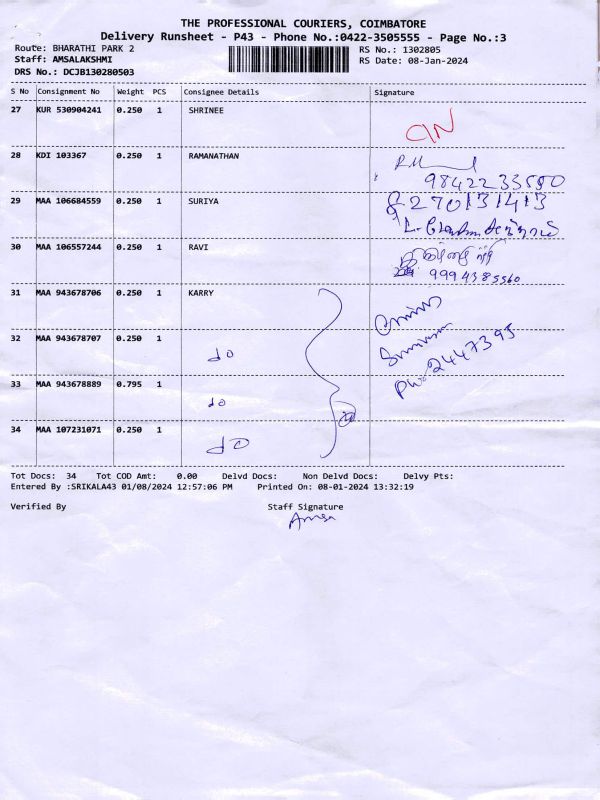 THE PROFESSIONAL COURIERS, COIMBATORE
Delivery Runsheet - P43 - Phone No.:0422-3505555 - Page No.:3
Route: BHARATHI PARK 2 RS No.: 1302805
Staff: AMSALAKSHMI RS Date: 08-Jan-2024
DRS No.: DCJB130280503
S No Consignment No Weight PCS Consignee Details Signature
27 KUR 530904241 0.250 1 SHRINEE
28 KDI 103367 0.250 1 RAMANATHAN
9842233550
29 MAA 106684559 0.250 1 SURIYA 8270131413
30 MAA 106557244 0.250 1 RAVI
9994385560
31 MAA 943678706 0.250 1 KARRY
32 MAA 943678707 0.250 1
do 2447395
33 MAA 943678889 0.795 1
do
34 MAA 107231071 0.250 1
do
Tot Docs: 34 Tot COD Amt: 0.00 Delvd Docs: Non Delvd Docs: Delvy Pts:
Entered By :SRIKALA43 01/08/2024 12:57:06 PM Printed On: 08-01-2024 13:32:19
Verified By Staff Signature
Amsa